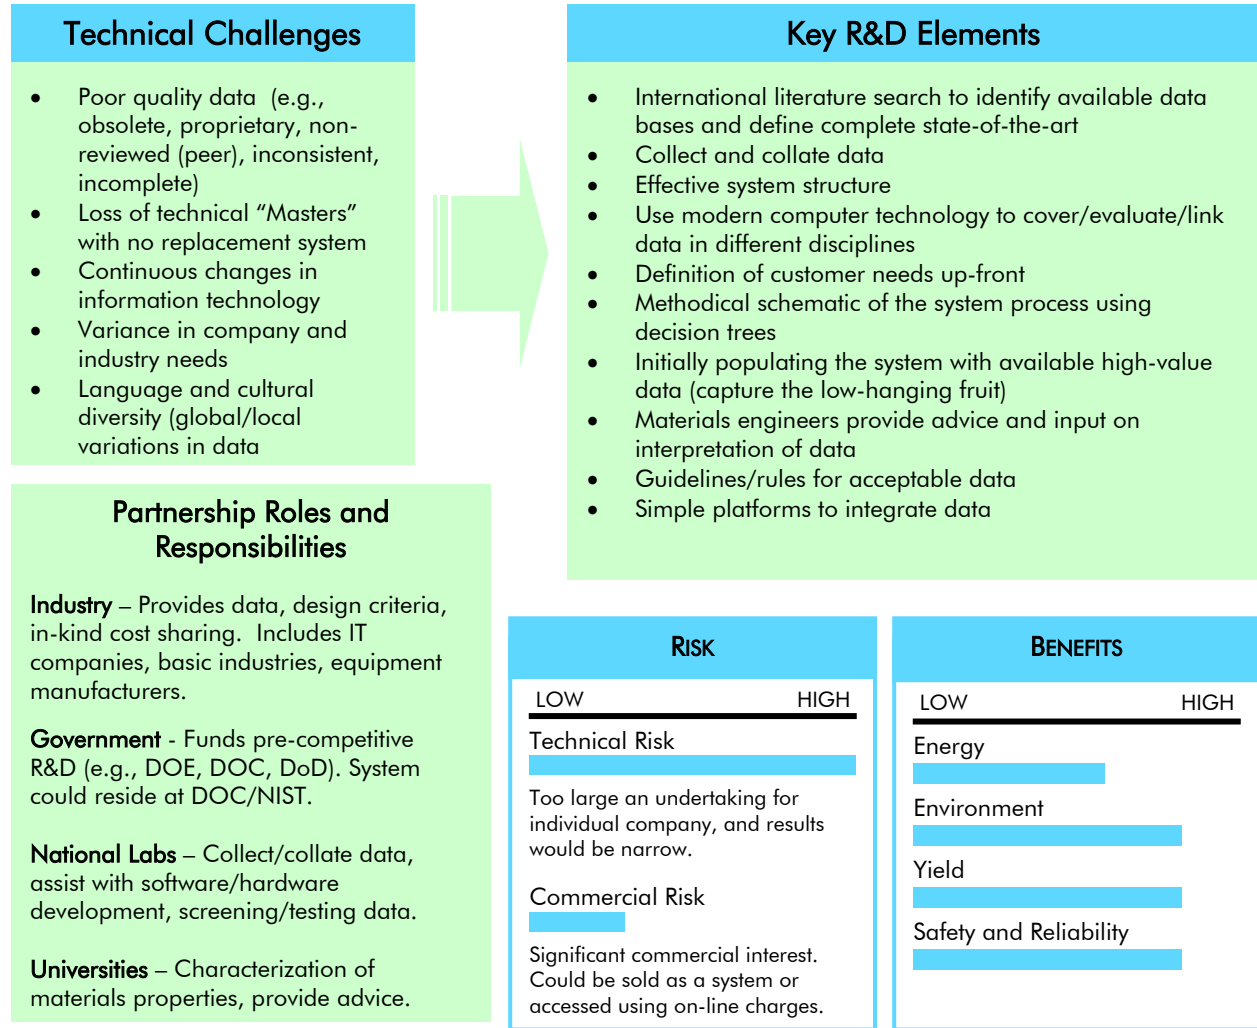 Technical Challenges
• Poor quality data (e.g.,
obsolete, proprietary, non-
reviewed (peer), inconsistent,
incomplete)
• Loss of technical “Masters”
with no replacement system
• Continuous changes in
information technology
• Variance in company and
industry needs
• Language and cultural
diversity (global/local
variations in data
Key R&D Elements
• International literature search to identify available data
bases and define complete state-of-the-art
• Collect and collate data
• Effective system structure
• Use modern computer technology to cover/evaluate/link
data in different disciplines
• Definition of customer needs up-front
• Methodical schematic of the system process using
decision trees
• Initially populating the system with available high-value
data (capture the low-hanging fruit)
• Materials engineers provide advice and input on
interpretation of data
• Guidelines/rules for acceptable data
• Simple platforms to integrate data
Partnership Roles and
Responsibilities
Industry – Provides data, design criteria,
in-kind cost sharing. Includes IT
companies, basic industries, equipment
manufacturers.
Government - Funds pre-competitive
R&D (e.g., DOE, DOC, DoD). System
could reside at DOC/NIST.
National Labs – Collect/collate data,
assist with software/hardware
development, screening/testing data.
Universities – Characterization of
materials properties, provide advice.
RISK
LOW HIGH
Technical Risk
Too large an undertaking for
individual company, and results
would be narrow.
Commercial Risk
Significant commercial interest.
Could be sold as a system or
accessed using on-line charges.
BENEFITS
LOW HIGH
Energy
Environment
Yield
Safety and Reliability